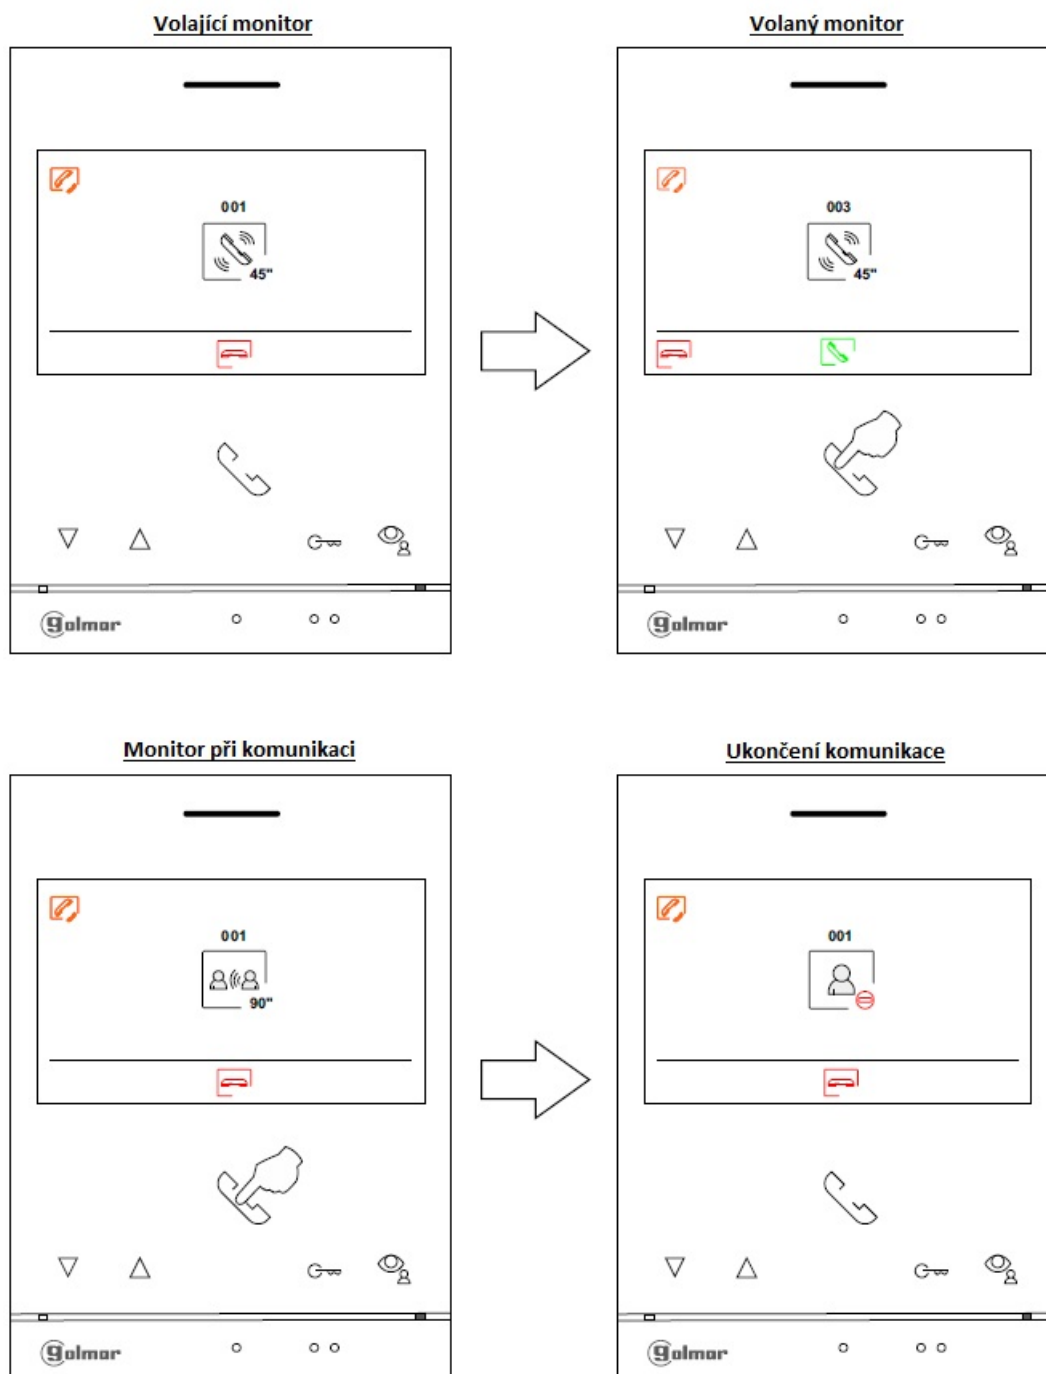 Volající monitor
Volaný monitor
001
45"
003
45"
golmar
golmar
Monitor při komunikaci
Ukončení komunikace
001
90"
001
golmar
golmar